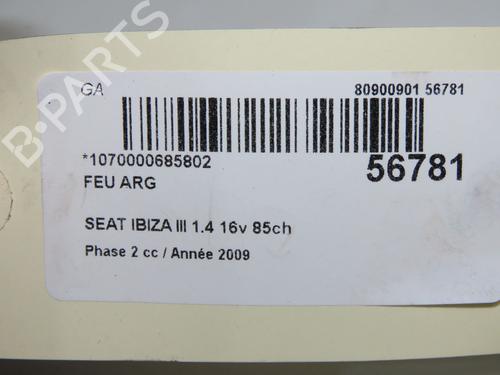 B-PARTS
GA
80900901 56781
*1070000685802
56781
FEU ARG
SEAT IBIZA III 1.4 16v 85ch
Phase 2 cc / Année 2009